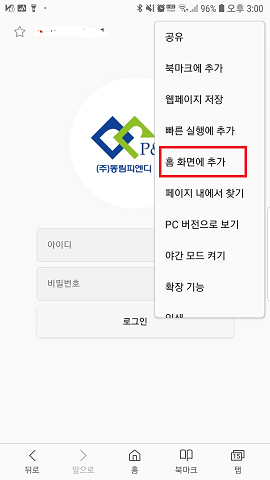 96% 오후 3:00
공유
북마크에 추가
웹페이지 저장
빠른 실행에 추가
홈 화면에 추가
페이지 내에서 찾기
PC 버전으로 보기
야간 모드 켜기
확장 기능
P&
(주)동림피엔디
아이디
비밀번호
로그인
뒤로 앞으로 홈 북마크 탭
15